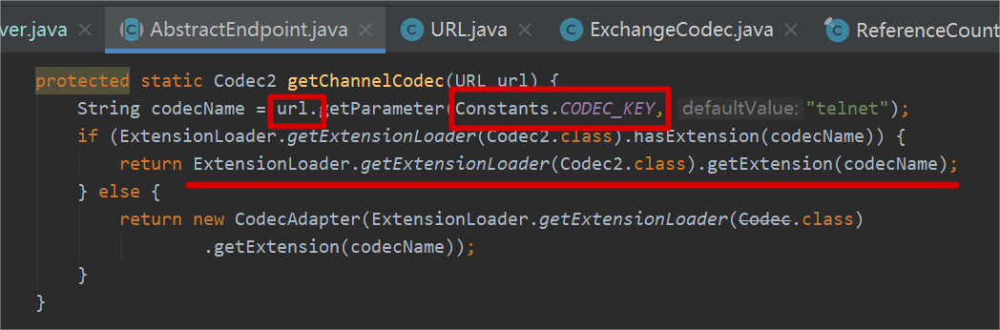 ver.java AbstractEndpoint.java URL.java ExchangeCodec.java ReferenceCount
protected static Codec2 getChannelCodec(URL url) {
String codecName = url.getParameter(Constants.CODEC_KEY, defaultValue: "telnet");
if (ExtensionLoader.getExtensionLoader(Codec2.class).hasExtension(codecName)) {
return ExtensionLoader.getExtensionLoader(Codec2.class).getExtension(codecName);
} else {
return new CodecAdapter(ExtensionLoader.getExtensionLoader(Codec.class)
.getExtension(codecName));
}
}